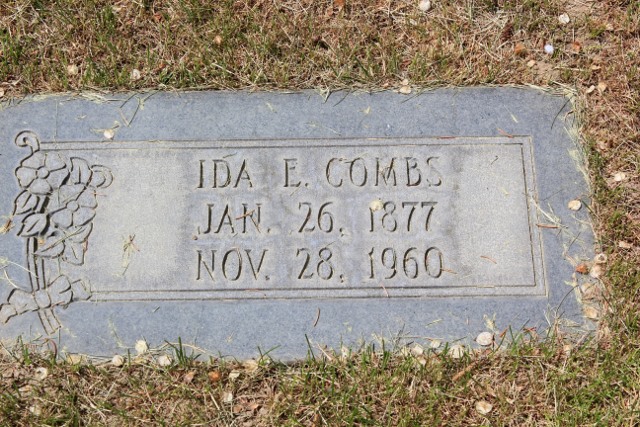 IDA E. COMBS
JAN. 26, 1877
NOV. 28, 1960